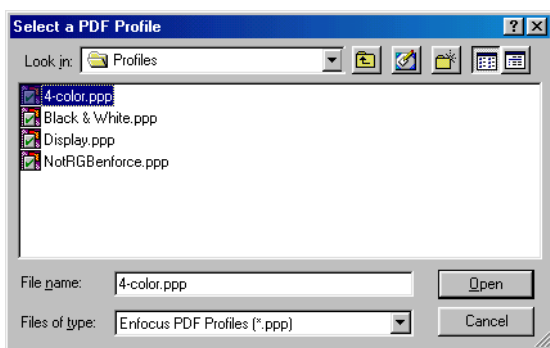 Select a PDF Profile
Look in: Profiles
4-color.ppp
Black & White.ppp
Display.ppp
NotRGBenforce.ppp
File name: 4-color.ppp Open
Files of type: Enfocus PDF Profiles (*.ppp) Cancel